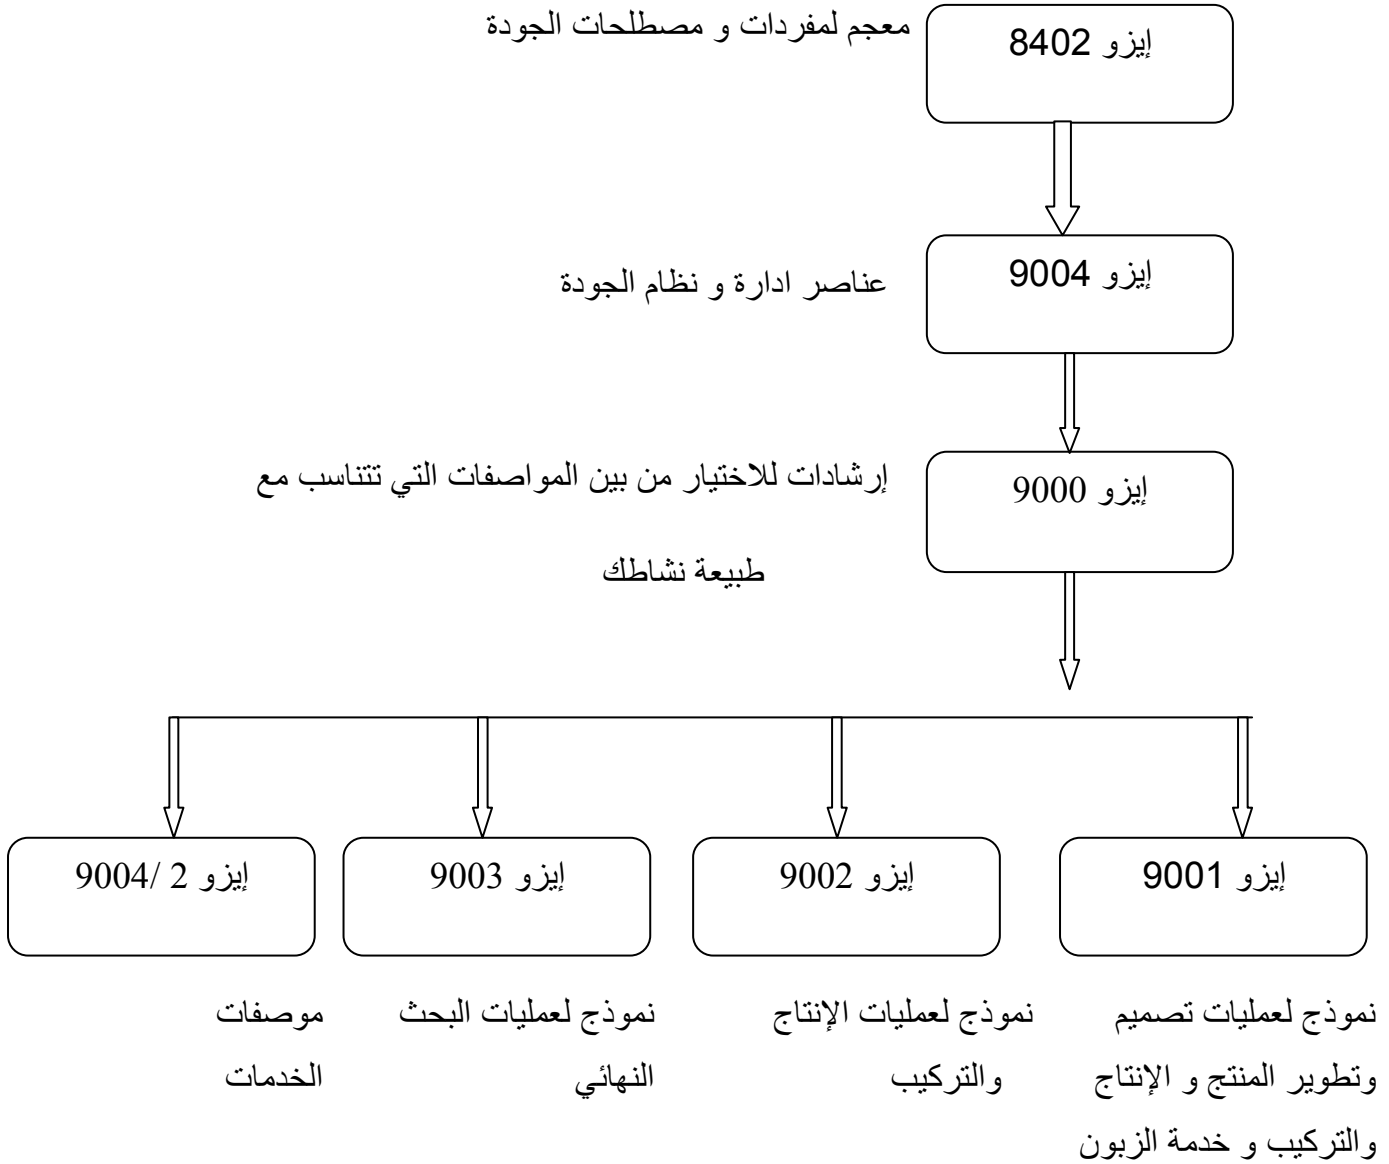 إيزو 8402
معجم لمفردات و مصطلحات الجودة
إيزو 9004
عناصر ادارة و نظام الجودة
إيزو 9000
إرشادات للاختيار من بين المواصفات التي تتناسب مع
طبيعة نشاطك
إيزو 9001
إيزو 9002
إيزو 9003
إيزو 2 /9004
نموذج لعمليات تصميم
وتطوير المنتج و الإنتاج
والتركيب و خدمة الزبون
نموذج لعمليات الإنتاج
والتركيب
نموذج لعمليات البحث
النهائي
موصفات
الخدمات